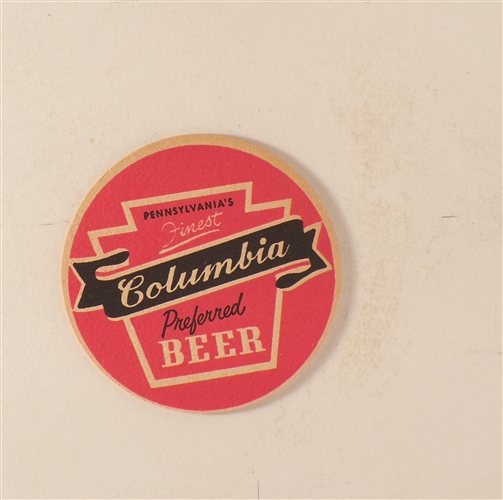 PENNSYLVANIA'S
Finest
Columbia
Preferred
BEER